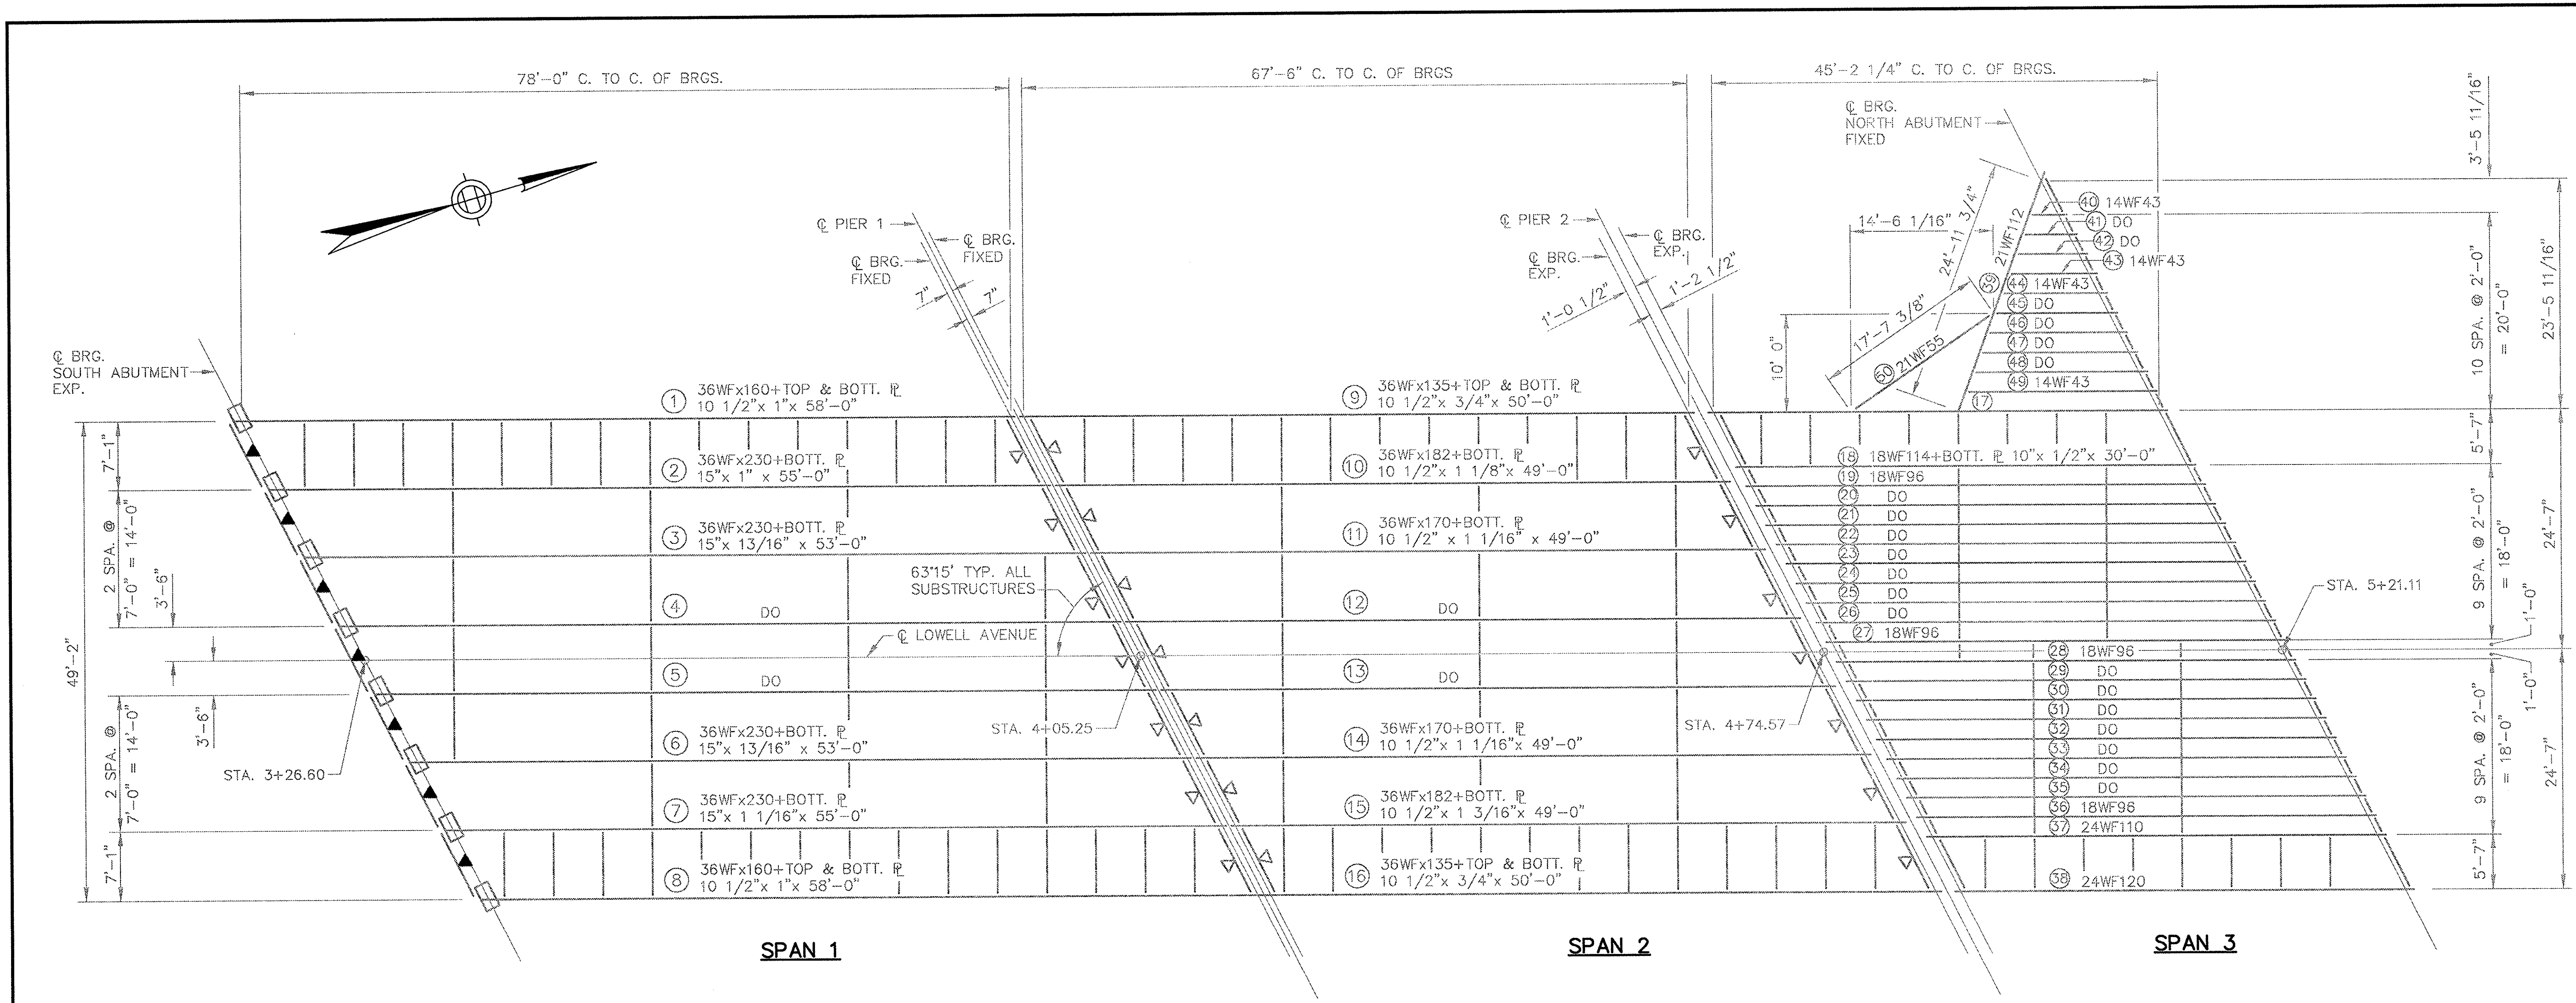 78'-0" C. TO C. OF BRGS.
67'-6" C. TO C. OF BRGS
45'-2 1/4" C. TO C. OF BRGS.
3'-5 11/16"
℄ BRG.
NORTH ABUTMENT
FIXED
℄ PIER 1
℄ BRG.
FIXED
℄ BRG.
FIXED
7"
7"
℄ PIER 2
℄ BRG.
EXP.
℄ BRG.
EXP.
1'-0 1/2"
1'-2 1/2"
14'-6 1/16"
24'-11 3/4"
17'-7 3/8"
10' 0"
39 21WF112
50 21WF55
40 14WF43
41 DO
42 DO
43 14WF43
44 14WF43
45 DO
46 DO
47 DO
48 DO
49 14WF43
17
10 SPA. @ 2'-0"
= 20'-0"
23'-5 11/16"
℄ BRG.
SOUTH ABUTMENT
EXP.
1 36WFx160+TOP & BOTT. ℙ
10 1/2"x 1"x 58'-0"
2 36WFx230+BOTT. ℙ
15"x 1" x 55'-0"
3 36WFx230+BOTT. ℙ
15"x 13/16" x 53'-0"
4 DO
5 DO
6 36WFx230+BOTT. ℙ
15"x 13/16" x 53'-0"
7 36WFx230+BOTT. ℙ
15"x 1 1/16"x 55'-0"
8 36WFx160+TOP & BOTT. ℙ
10 1/2"x 1"x 58'-0"
49'-2"
7'-1"
2 SPA. @
7'-0" = 14'-0"
3'-6"
3'-6"
2 SPA. @
7'-0" = 14'-0"
7'-1"
STA. 3+26.60
63°15' TYP. ALL
SUBSTRUCTURES
℄ LOWELL AVENUE
STA. 4+05.25
9 36WFx135+TOP & BOTT. ℙ
10 1/2"x 3/4"x 50'-0"
10 36WFx182+BOTT. ℙ
10 1/2"x 1 1/8"x 49'-0"
11 36WFx170+BOTT. ℙ
10 1/2" x 1 1/16" x 49'-0"
12 DO
13 DO
14 36WFx170+BOTT. ℙ
10 1/2"x 1 1/16"x 49'-0"
15 36WFx182+BOTT. ℙ
10 1/2"x 1 3/16"x 49'-0"
16 36WFx135+TOP & BOTT. ℙ
10 1/2"x 3/4"x 50'-0"
STA. 4+74.57
18 18WF114+BOTT. ℙ 10"x 1/2"x 30'-0"
19 18WF96
20 DO
21 DO
22 DO
23 DO
24 DO
25 DO
26 DO
27 18WF96
28 18WF96
29 DO
30 DO
31 DO
32 DO
33 DO
34 DO
35 DO
36 18WF96
37 24WF110
38 24WF120
STA. 5+21.11
5'-7"
9 SPA. @ 2'-0"
= 18'-0"
24'-7"
1'-0"
1'-0"
9 SPA. @ 2'-0"
= 18'-0"
24'-7"
5'-7"
SPAN 1
SPAN 2
SPAN 3